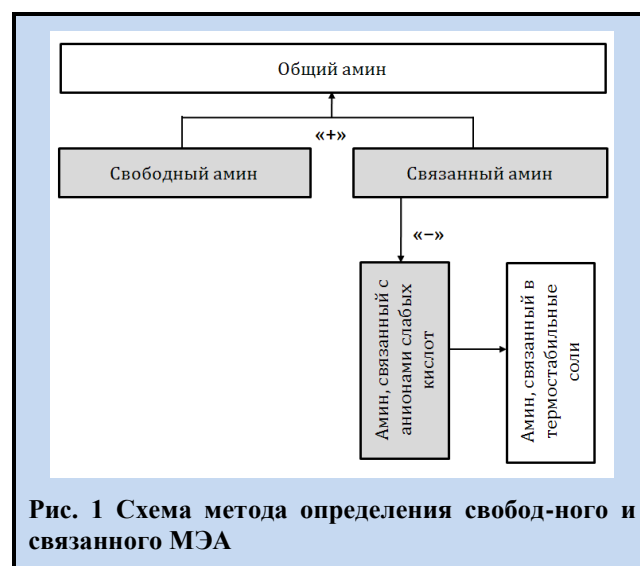 Общий амин
«+»
Свободный амин
Связанный амин
«−»
Амин, связанный с
анионами слабых
кислот
Амин, связанный в
термостабильные
соли
Рис. 1 Схема метода определения свобод-ного и
связанного МЭА